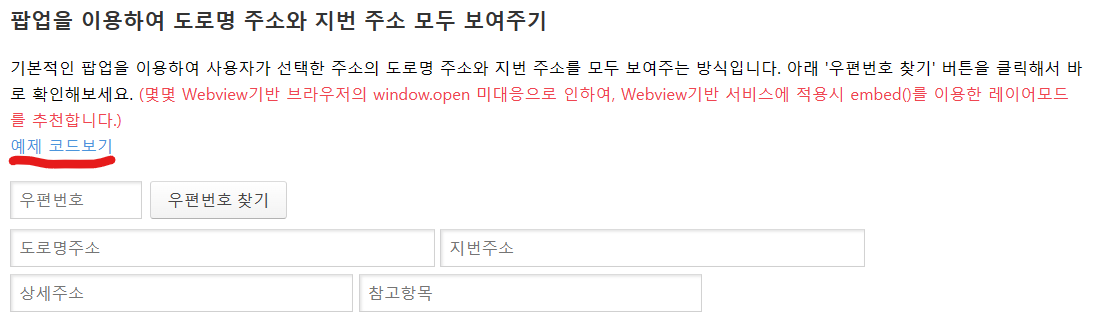 팝업을 이용하여 도로명 주소와 지번 주소 모두 보여주기
기본적인 팝업을 이용하여 사용자가 선택한 주소의 도로명 주소와 지번 주소를 모두 보여주는 방식입니다. 아래 '우편번호 찾기' 버튼을 클릭해서 바
로 확인해보세요. (몇몇 Webview기반 브라우저의 window.open 미대응으로 인하여, Webview기반 서비스에 적용시 embed()를 이용한 레이어모드
를 추천합니다.)
예제 코드보기
우편번호 우편번호 찾기
도로명주소 지번주소
상세주소 참고항목